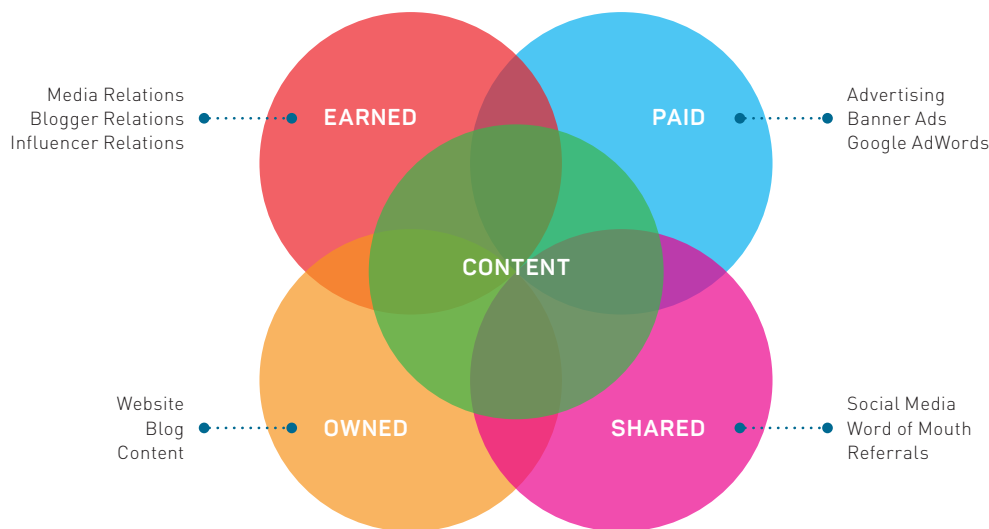 Media Relations
Blogger Relations
Influencer Relations
EARNED
PAID
Advertising
Banner Ads
Google AdWords
CONTENT
Website
Blog
Content
OWNED
SHARED
Social Media
Word of Mouth
Referrals